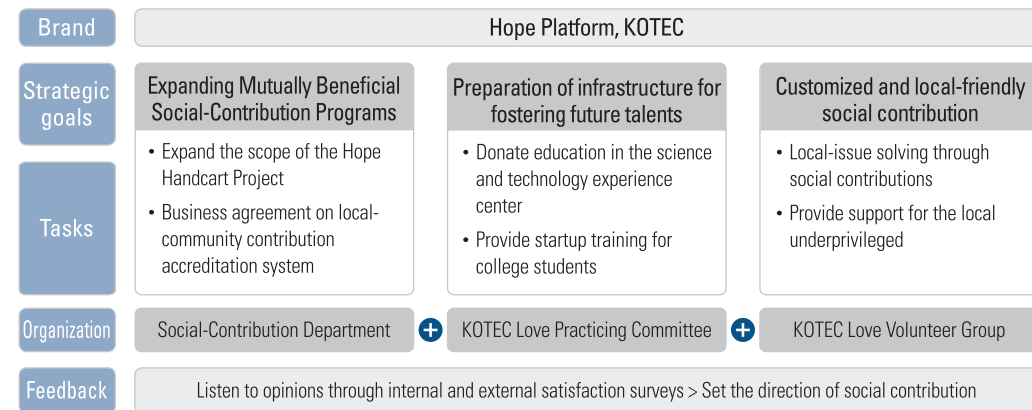 Brand
Hope Platform, KOTEC
Strategic
goals
Expanding Mutually Beneficial
Social-Contribution Programs
Preparation of infrastructure for
fostering future talents
Customized and local-friendly
social contribution
Tasks
• Expand the scope of the Hope
Handcart Project
• Business agreement on local-
community contribution
accreditation system
• Donate education in the science
and technology experience
center
• Provide startup training for
college students
• Local-issue solving through
social contributions
• Provide support for the local
underprivileged
Organization
Social-Contribution Department
+
KOTEC Love Practicing Committee
+
KOTEC Love Volunteer Group
Feedback
Listen to opinions through internal and external satisfaction surveys > Set the direction of social contribution